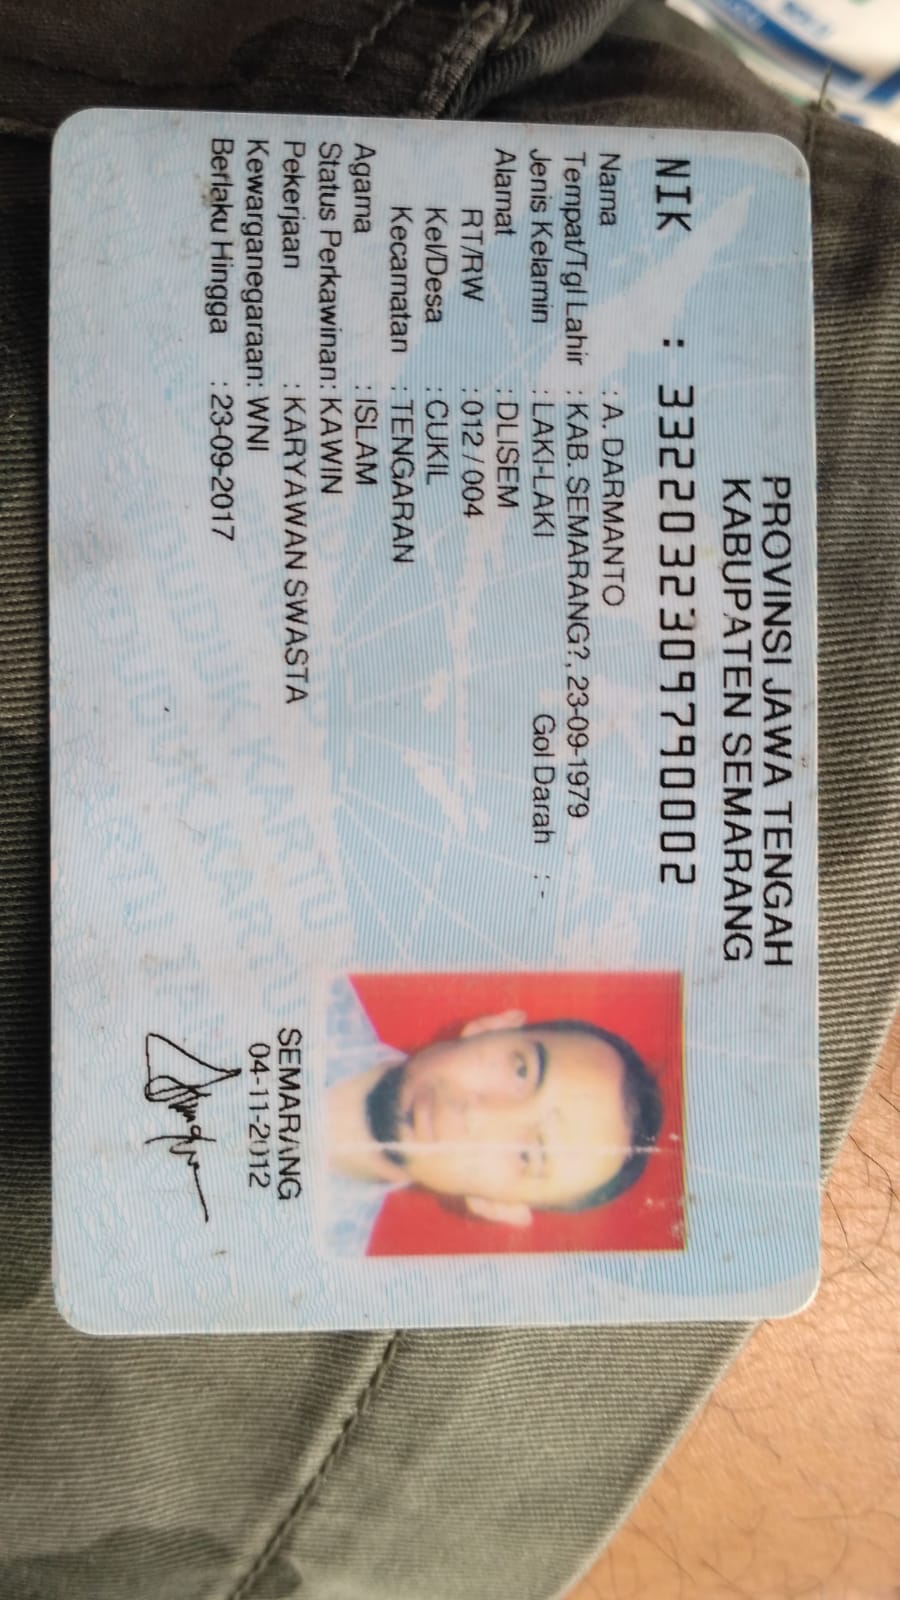 PROVINSI JAWA TENGAH
KABUPATEN SEMARANG
NIK : 3322032309790002
Nama : A. DARMANTO
Tempat/Tgl Lahir : KAB. SEMARANG?, 23-09-1979
Jenis Kelamin : LAKI-LAKI Gol Darah : -
Alamat : DLISEM
RT/RW : 012 / 004
Kel/Desa : CUKIL
Kecamatan : TENGARAN
Agama : ISLAM
Status Perkawinan: KAWIN
Pekerjaan : KARYAWAN SWASTA
Kewarganegaraan: WNI
Berlaku Hingga : 23-09-2017
SEMARANG
04-11-2012